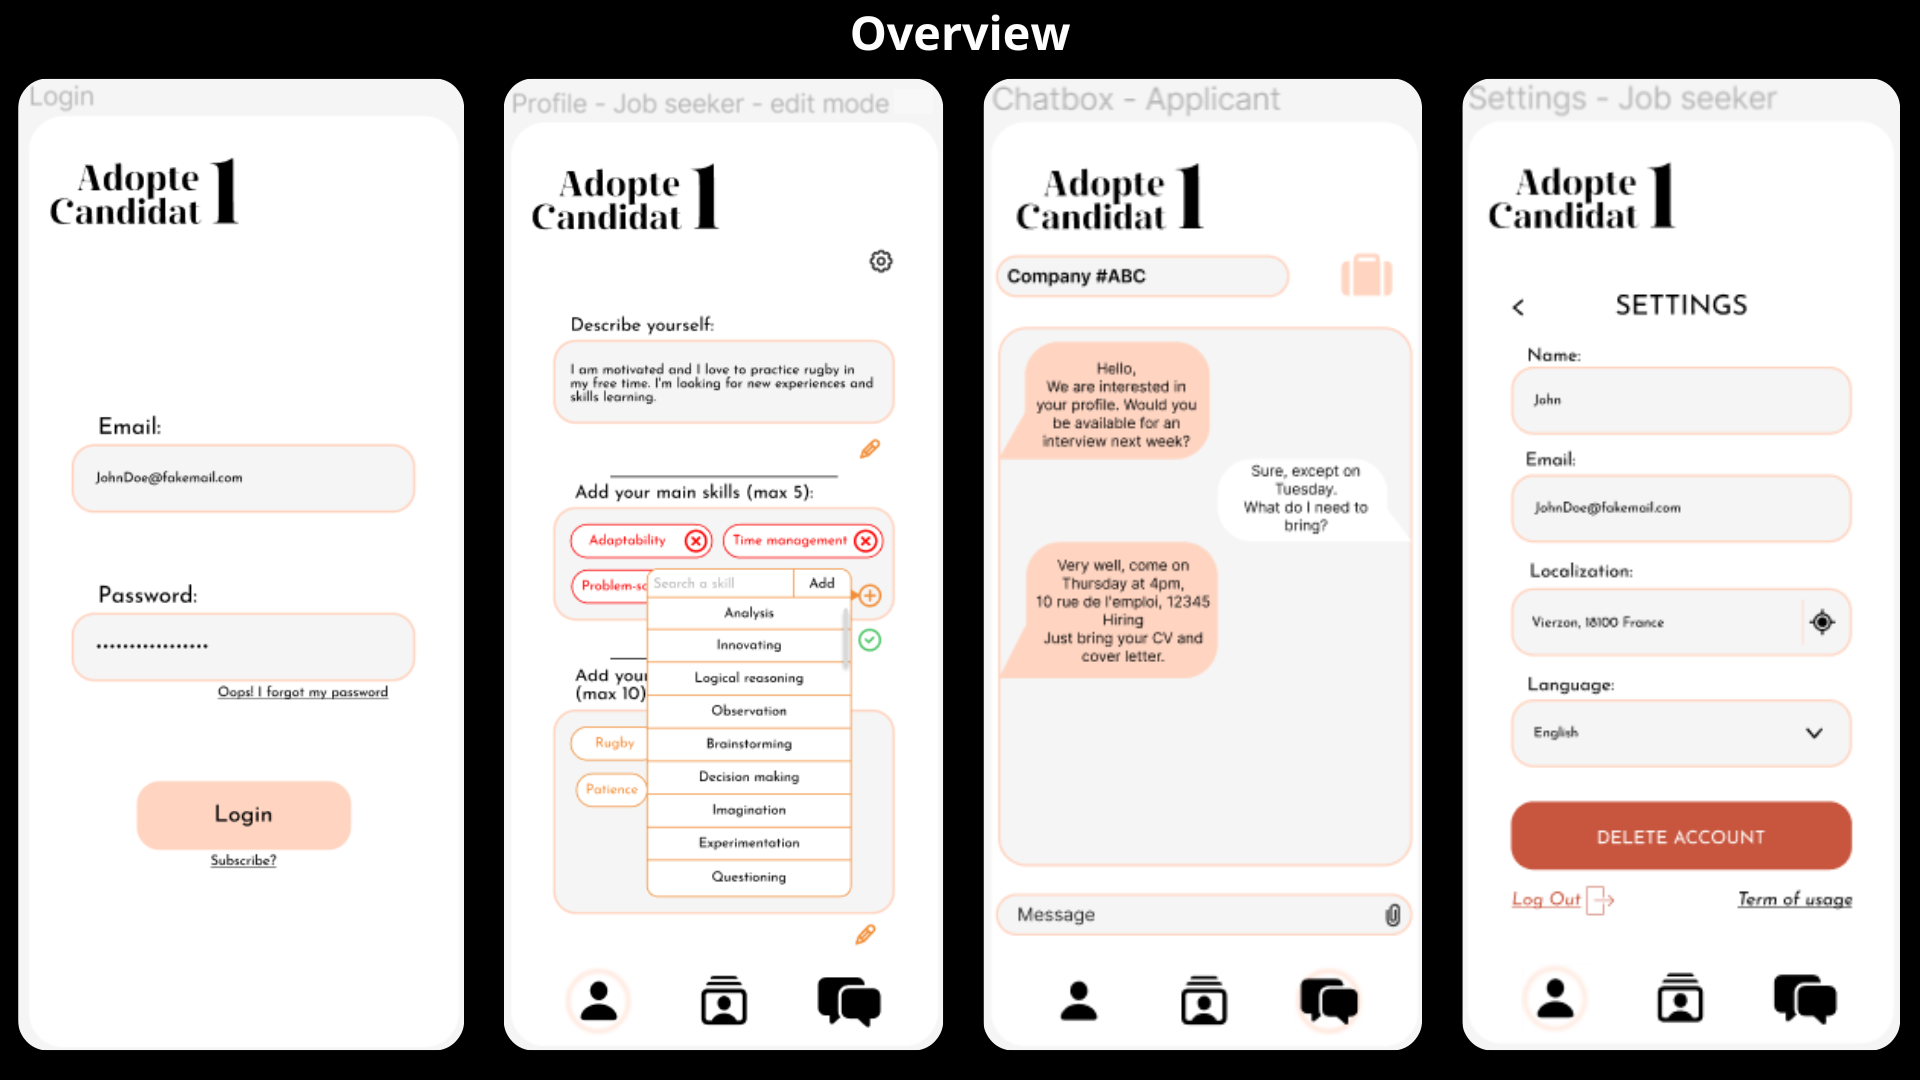 Overview
Login
Adopte
Candidat 1
Email:
JohnDoe@fakemail.com
Password:
•••••••••••••••••
Oops! I forgot my password
Login
Subscribe?
Profile - Job seeker - edit mode
Adopte
Candidat 1
Describe yourself:
I am motivated and I love to practice rugby in
my free time. I'm looking for new experiences and
skills learning.
Add your main skills (max 5):
Adaptability
Time management
Problem-so
Search a skill
Add
Analysis
Innovating
Logical reasoning
Observation
Brainstorming
Decision making
Imagination
Experimentation
Questioning
Add your
(max 10)
Rugby
Patience
Chatbox - Applicant
Adopte
Candidat 1
Company #ABC
Hello,
We are interested in
your profile. Would you
be available for an
interview next week?
Sure, except on
Tuesday.
What do I need to
bring?
Very well, come on
Thursday at 4pm,
10 rue de l'emploi, 12345
Hiring
Just bring your CV and
cover letter.
Message
Settings - Job seeker
Adopte
Candidat 1
< SETTINGS
Name:
John
Email:
JohnDoe@fakemail.com
Localization:
Vierzon, 18100 France
Language:
English
DELETE ACCOUNT
Log Out
Term of usage